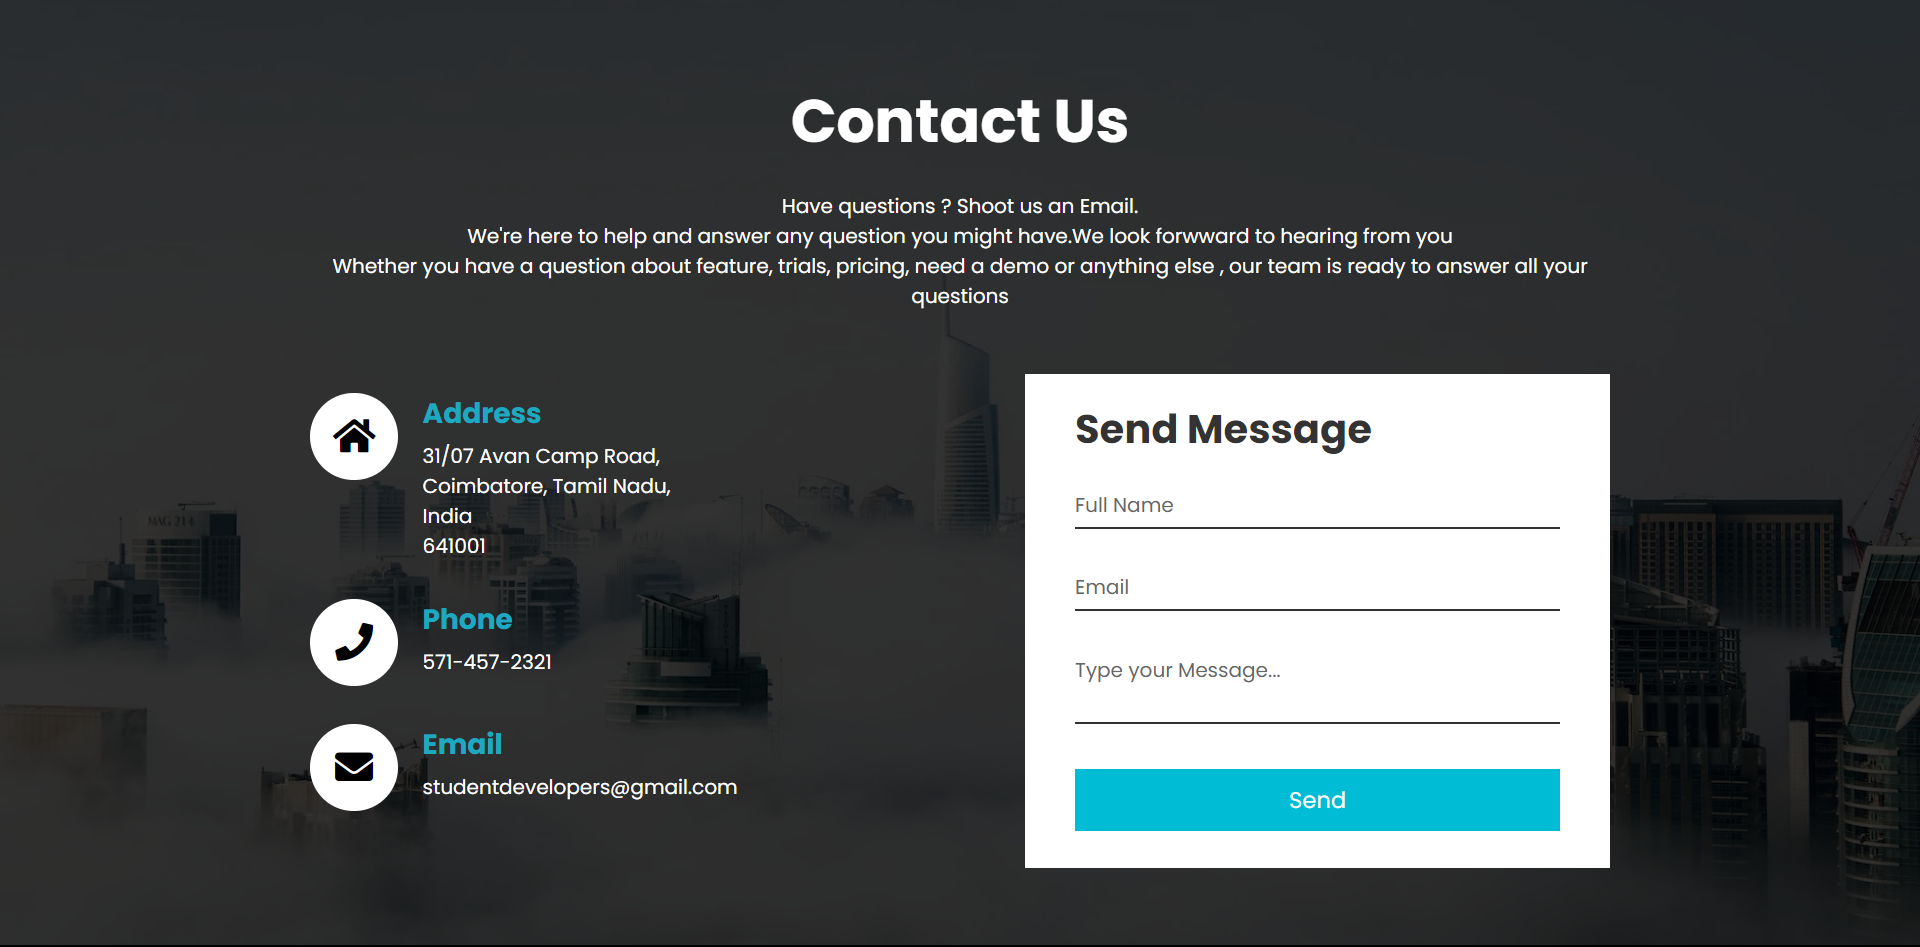 Contact Us
Have questions ? Shoot us an Email.
We're here to help and answer any question you might have.We look forwward to hearing from you
Whether you have a question about feature, trials, pricing, need a demo or anything else , our team is ready to answer all your
questions
Address
31/07 Avan Camp Road,
Coimbatore, Tamil Nadu,
India
641001
Phone
571-457-2321
Email
studentdevelopers@gmail.com
Send Message
Full Name
Email
Type your Message...
Send
MAG 214